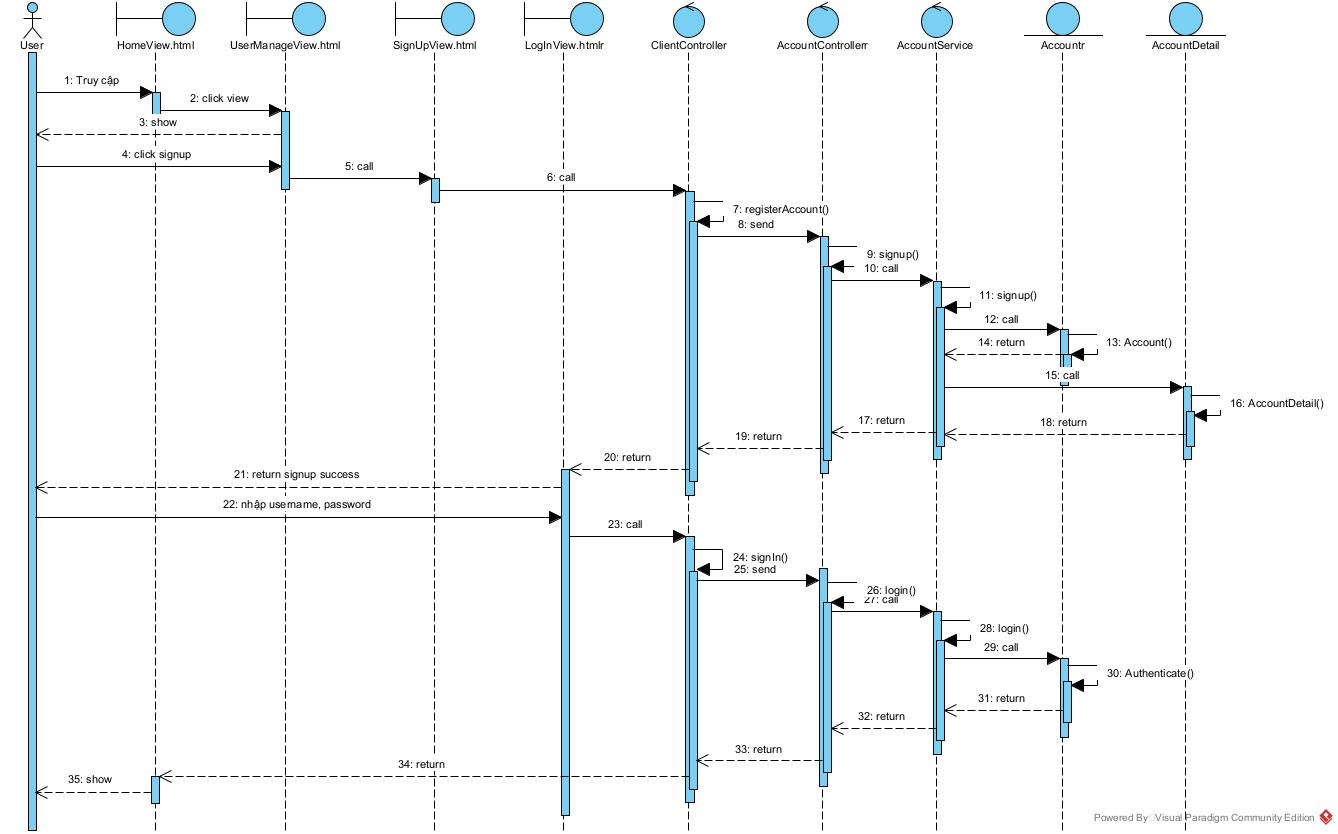 User
HomeView.html
UserManageView.html
SignUpView.html
LogInView.htmlr
ClientController
AccountControllerr
AccountService
Accountr
AccountDetail
1: Truy cập
2: click view
3: show
4: click signup
5: call
6: call
7: registerAccount()
8: send
9: signup()
10: call
11: signup()
12: call
13: Account()
14: return
15: call
16: AccountDetail()
17: return
18: return
19: return
20: return
21: return signup success
22: nhập username, password
23: call
24: signIn()
25: send
26: login()
27: call
28: login()
29: call
30: Authenticate()
31: return
32: return
33: return
34: return
35: show
Powered By Visual Paradigm Community Edition